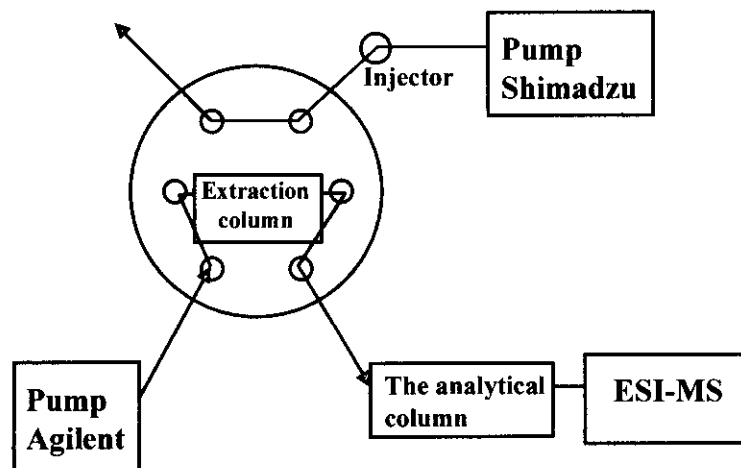 Pump
Shimadzu
Injector
Extraction
column
Pump
Agilent
The analytical
column
ESI-MS